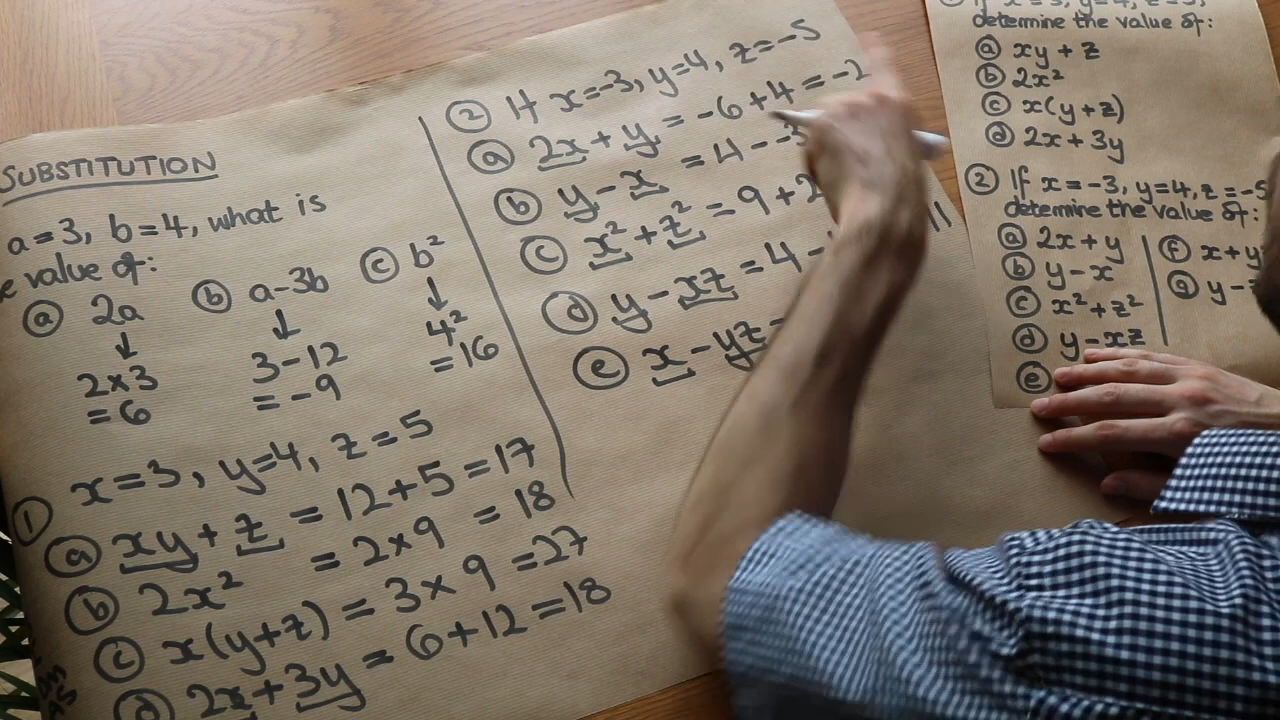 SUBSTITUTION
a=3, b=4, what is
value of:
ⓐ 2a ⓑ a-3b ⓒ b²
↓ ↓ ↓
2×3 3-12 4²
=6 =-9 =16
① x=3, y=4, z=5
ⓐ xy+z = 12+5 = 17
ⓑ 2x² = 2×9 = 18
ⓒ x(y+z) = 3×9 = 27
ⓓ 2x+3y = 6+12 = 18
② If x=-3, y=4, z=-5
ⓐ 2x+y = -6+4 = -2
ⓑ y-x = 4--3
ⓒ x²+z² = 9+2
ⓓ y-xz = 4- 11
ⓔ x-yz
determine the value of:
ⓐ xy+z
ⓑ 2x²
ⓒ x(y+z)
ⓓ 2x+3y
② If x=-3, y=4, z=-5
determine the value of:
ⓐ 2x+y
ⓑ y-x
ⓒ x²+z²
ⓓ y-xz
ⓔ
ⓕ x+y
ⓖ y-